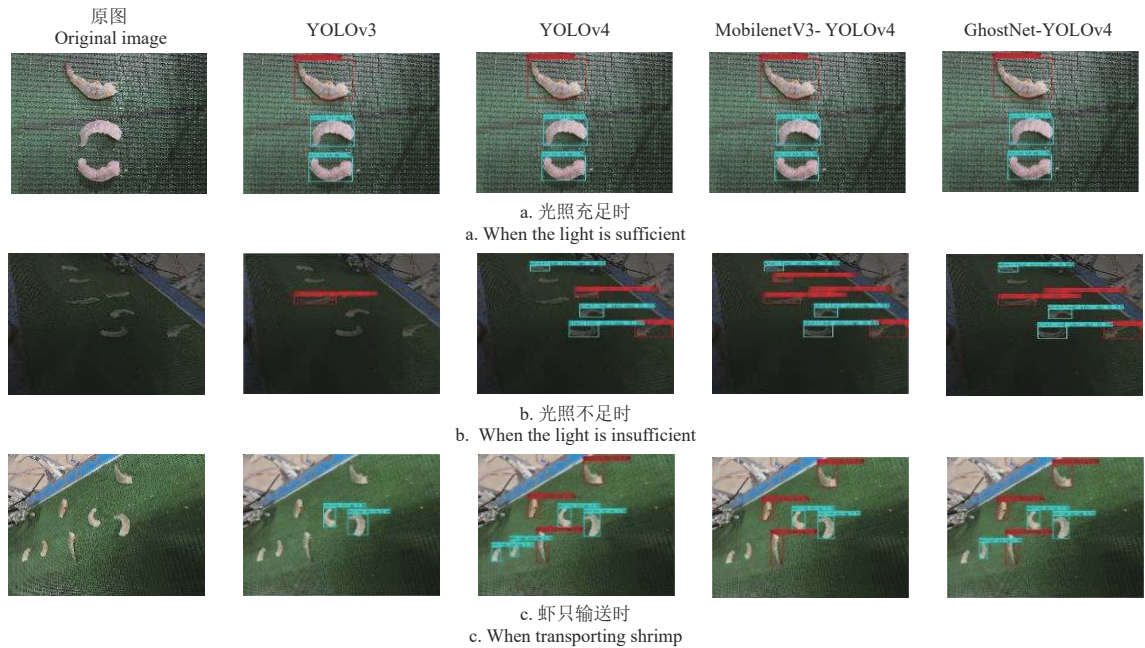 原图
Original image
YOLOv3
YOLOv4
MobilenetV3- YOLOv4
GhostNet-YOLOv4
a. 光照充足时
a. When the light is sufficient
b. 光照不足时
b. When the light is insufficient
c. 虾只输送时
c. When transporting shrimp